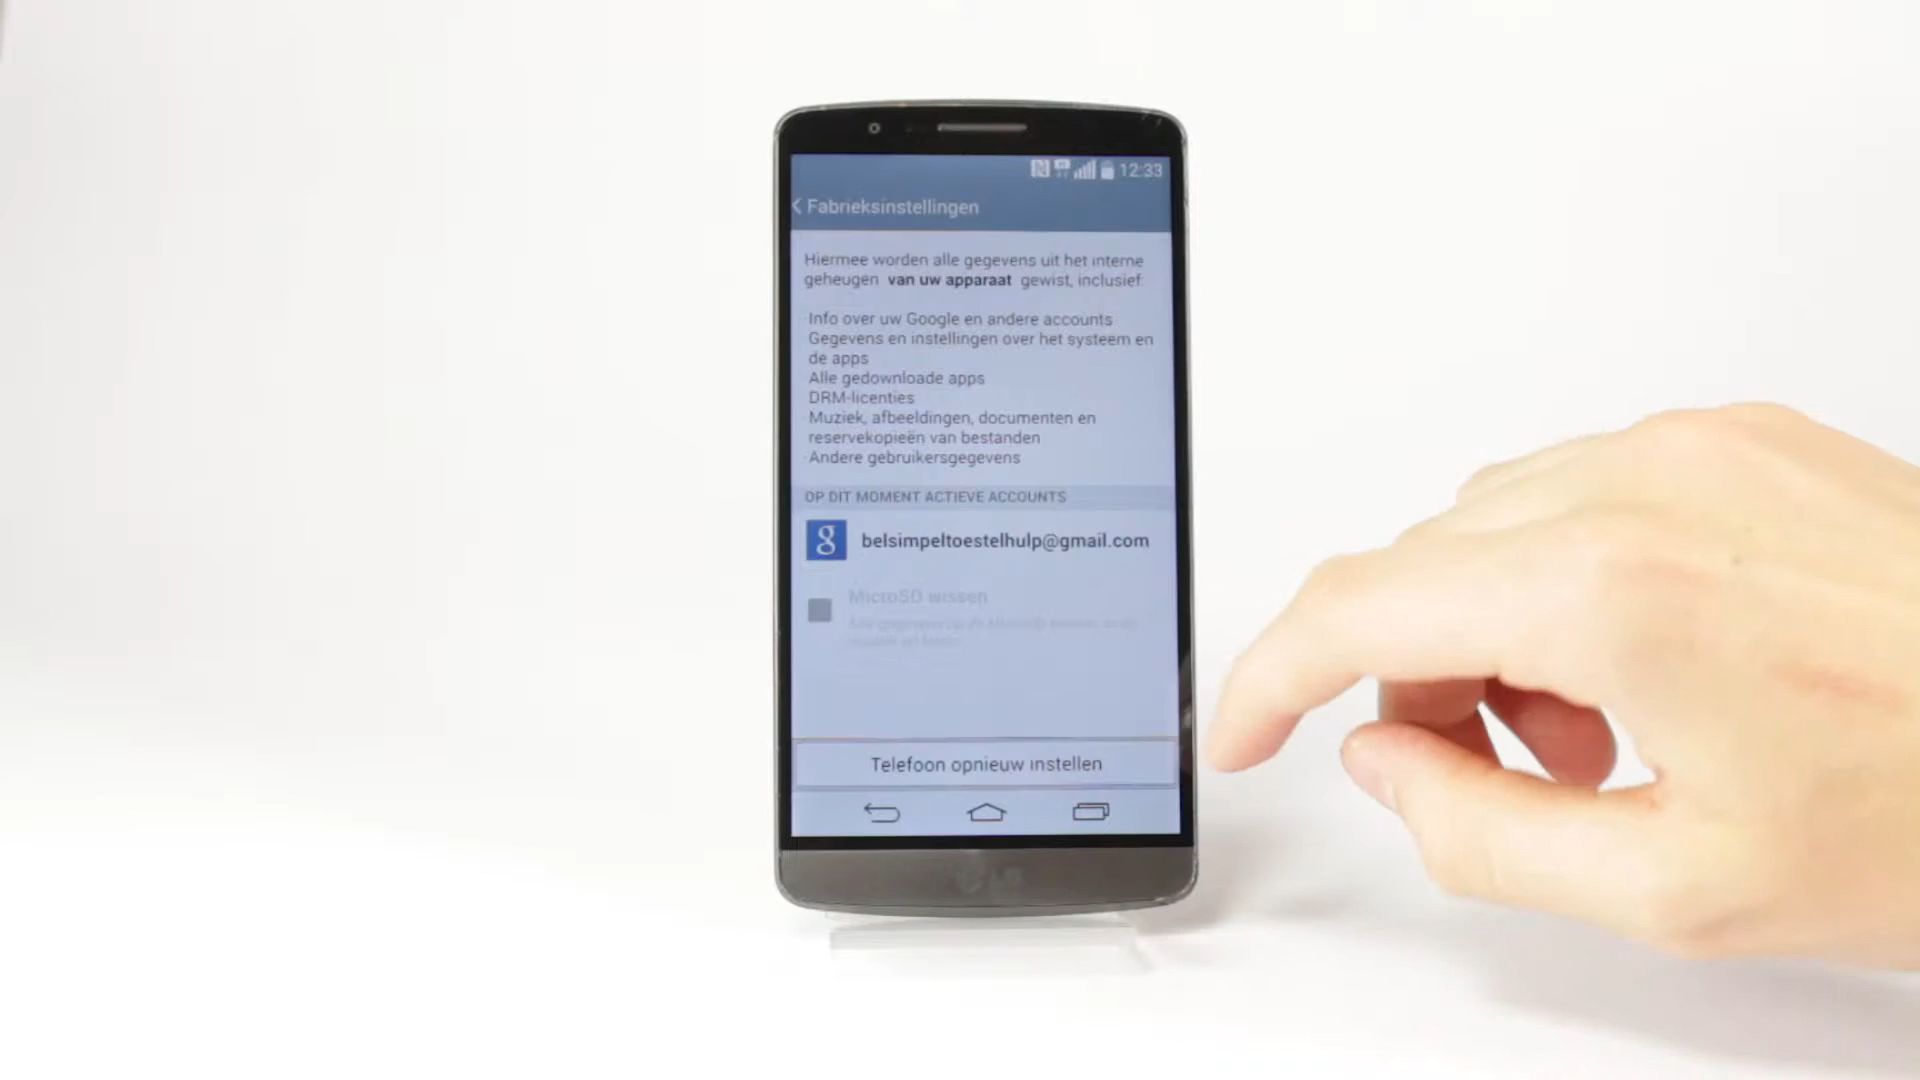 12:33
Fabrieksinstellingen
Hiermee worden alle gegevens uit het interne
geheugen van uw apparaat gewist, inclusief:
· Info over uw Google en andere accounts
Gegevens en instellingen over het systeem en
de apps
Alle gedownloade apps
DRM-licenties
· Muziek, afbeeldingen, documenten en
reservekopieën van bestanden
· Andere gebruikersgegevens
OP DIT MOMENT ACTIEVE ACCOUNTS
g belsimpeltoestelhulp@gmail.com
MicroSD wissen
Telefoon opnieuw instellen
LG